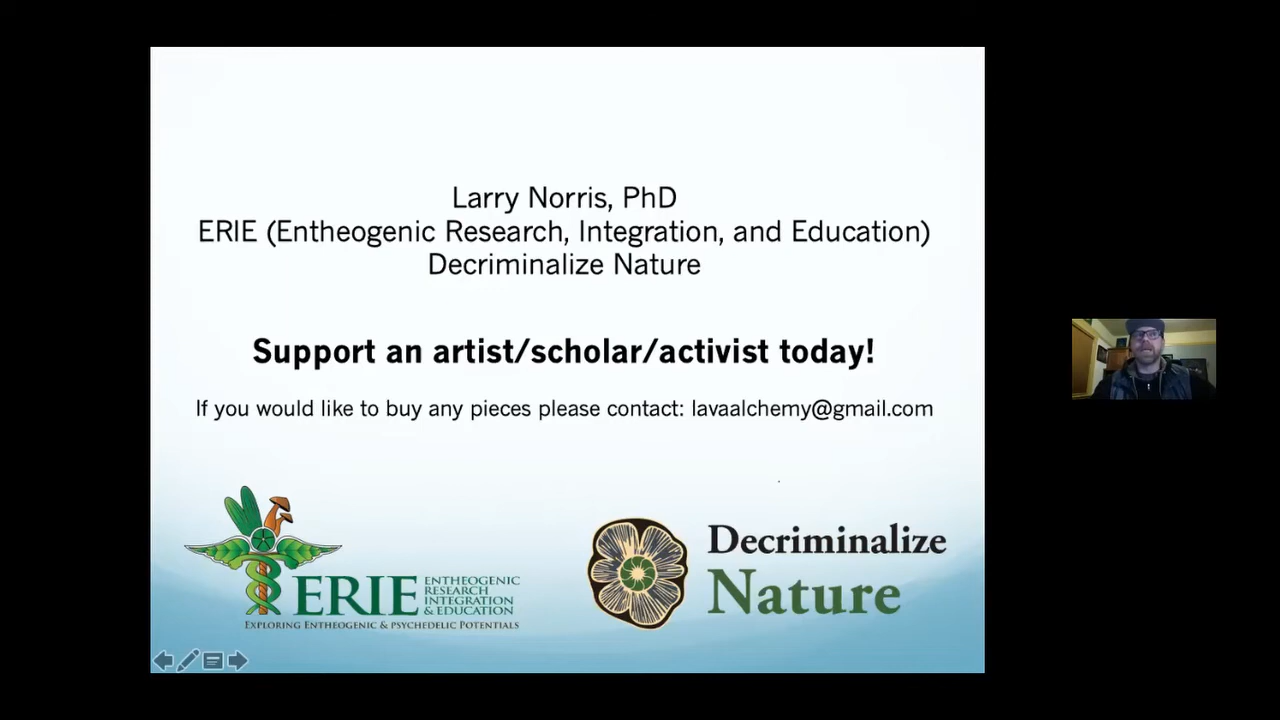 Larry Norris, PhD
ERIE (Entheogenic Research, Integration, and Education)
Decriminalize Nature
Support an artist/scholar/activist today!
If you would like to buy any pieces please contact: lavaalchemy@gmail.com
ERIE
ENTHEOGENIC
RESEARCH
INTEGRATION
& EDUCATION
EXPLORING ENTHEOGENIC & PSYCHEDELIC POTENTIALS
Decriminalize
Nature